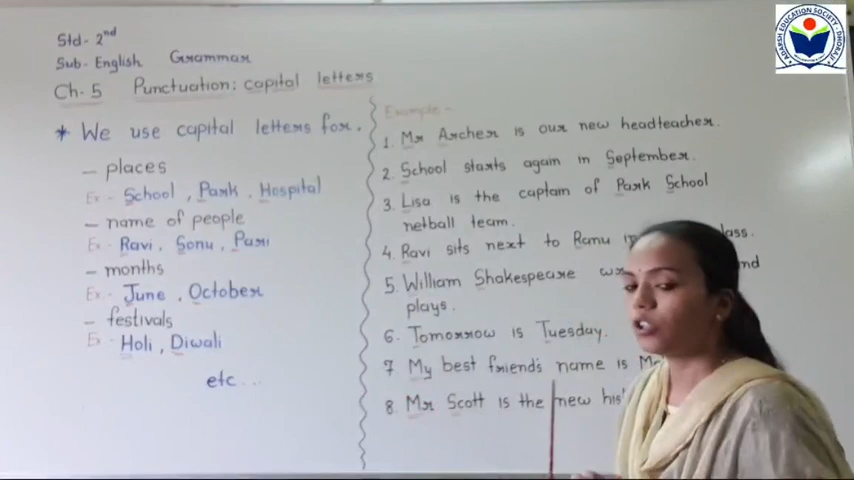 Std- 2nd
Sub- English Grammar
Ch- 5 Punctuation: capital letters
* We use capital letters for.
- places
Ex - School , Park , Hospital
- name of people
Ex- Ravi , Sonu , Pari
- months
Ex- June , October
- festivals
Ex- Holi , Diwali
etc ...
Example -
1. Mr Archer is our new headteacher.
2. School starts again in September.
3. Lisa is the captain of Park School
netball team.
4. Ravi sits next to Ramu
5. William Shakespeare
plays.
6. Tomorrow is Tuesday.
7 My best friend's name is
8. Mr Scott is the new
ADARSH EDUCATION SOCIETY - DHORAJI